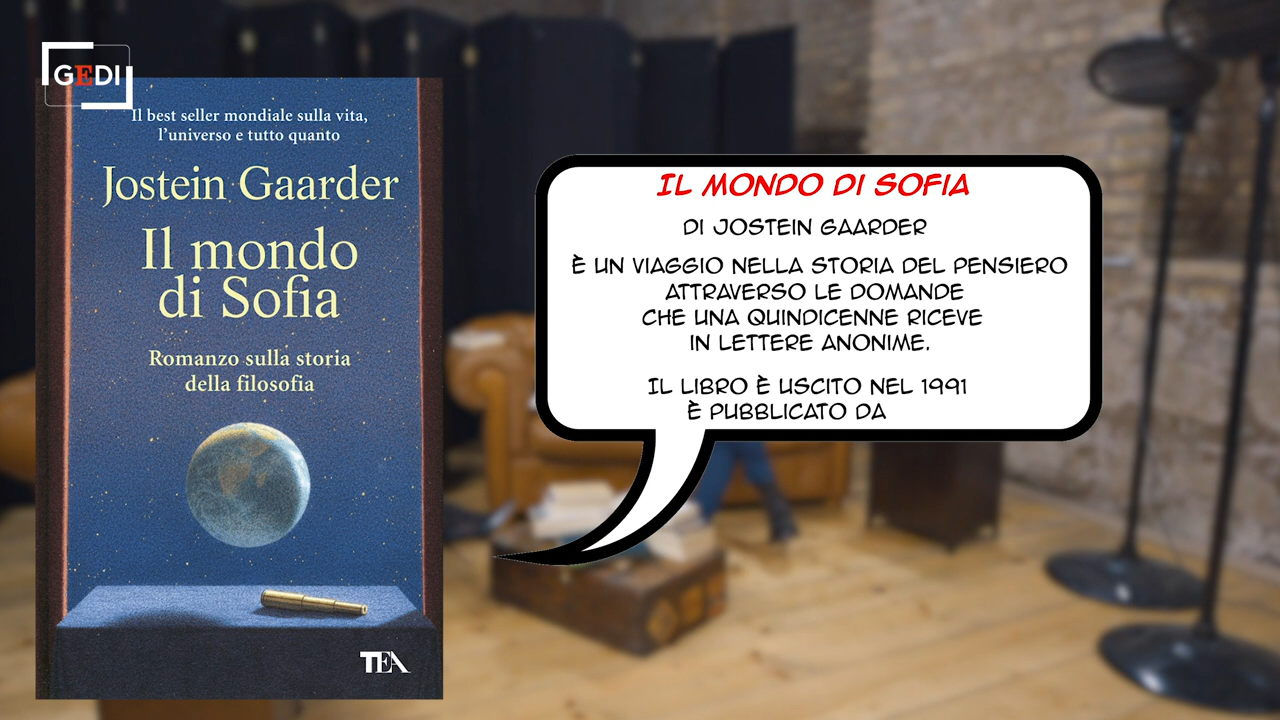 GEDI
Il best seller mondiale sulla vita,
l'universo e tutto quanto
Jostein Gaarder
Il mondo
di Sofia
Romanzo sulla storia
della filosofia
TEA
IL MONDO DI SOFIA
DI JOSTEIN GAARDER
È UN VIAGGIO NELLA STORIA DEL PENSIERO
ATTRAVERSO LE DOMANDE
CHE UNA QUINDICENNE RICEVE
IN LETTERE ANONIME.
IL LIBRO È USCITO NEL 1991
È PUBBLICATO DA